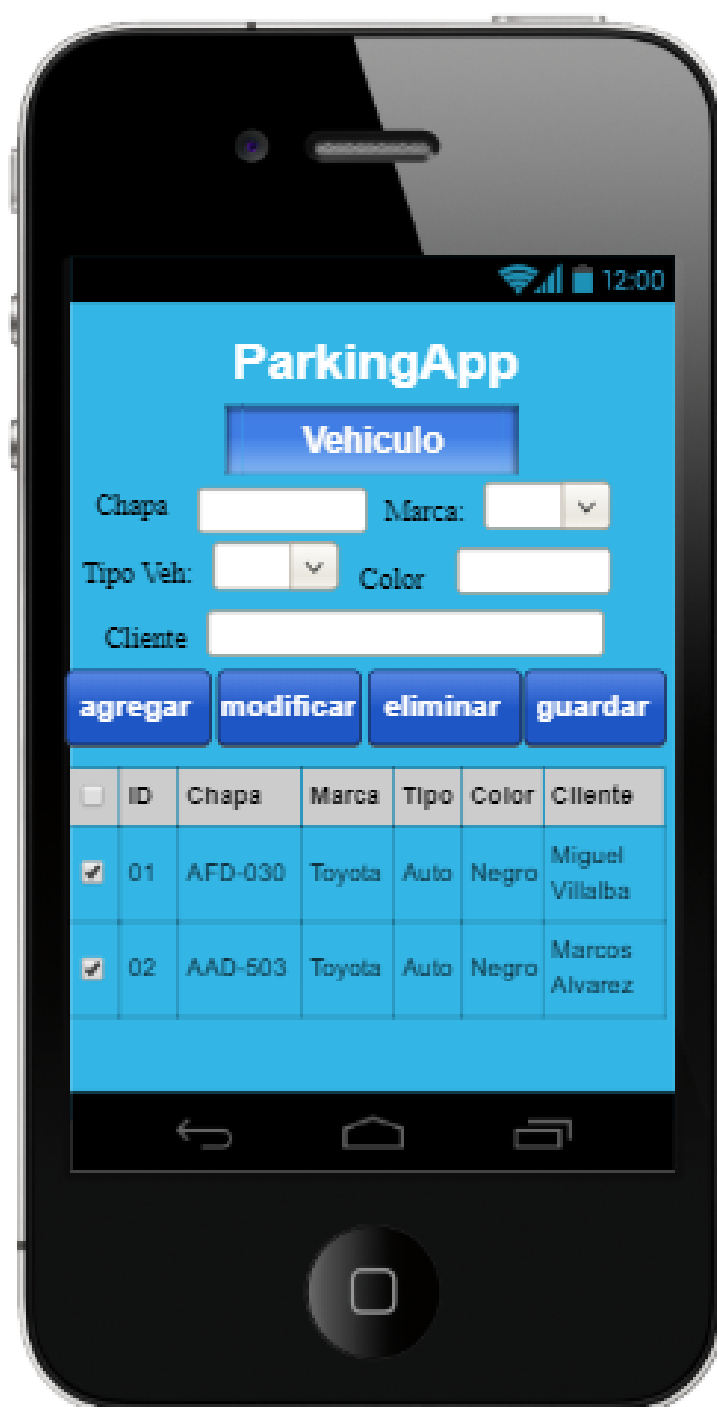 12:00
ParkingApp
Vehiculo
Chapa Marca:
Tipo Veh: Color
Cliente
agregar modificar eliminar guardar
ID Chapa Marca Tipo Color Cliente
01 AFD-030 Toyota Auto Negro Miguel Villalba
02 AAD-503 Toyota Auto Negro Marcos Alvarez